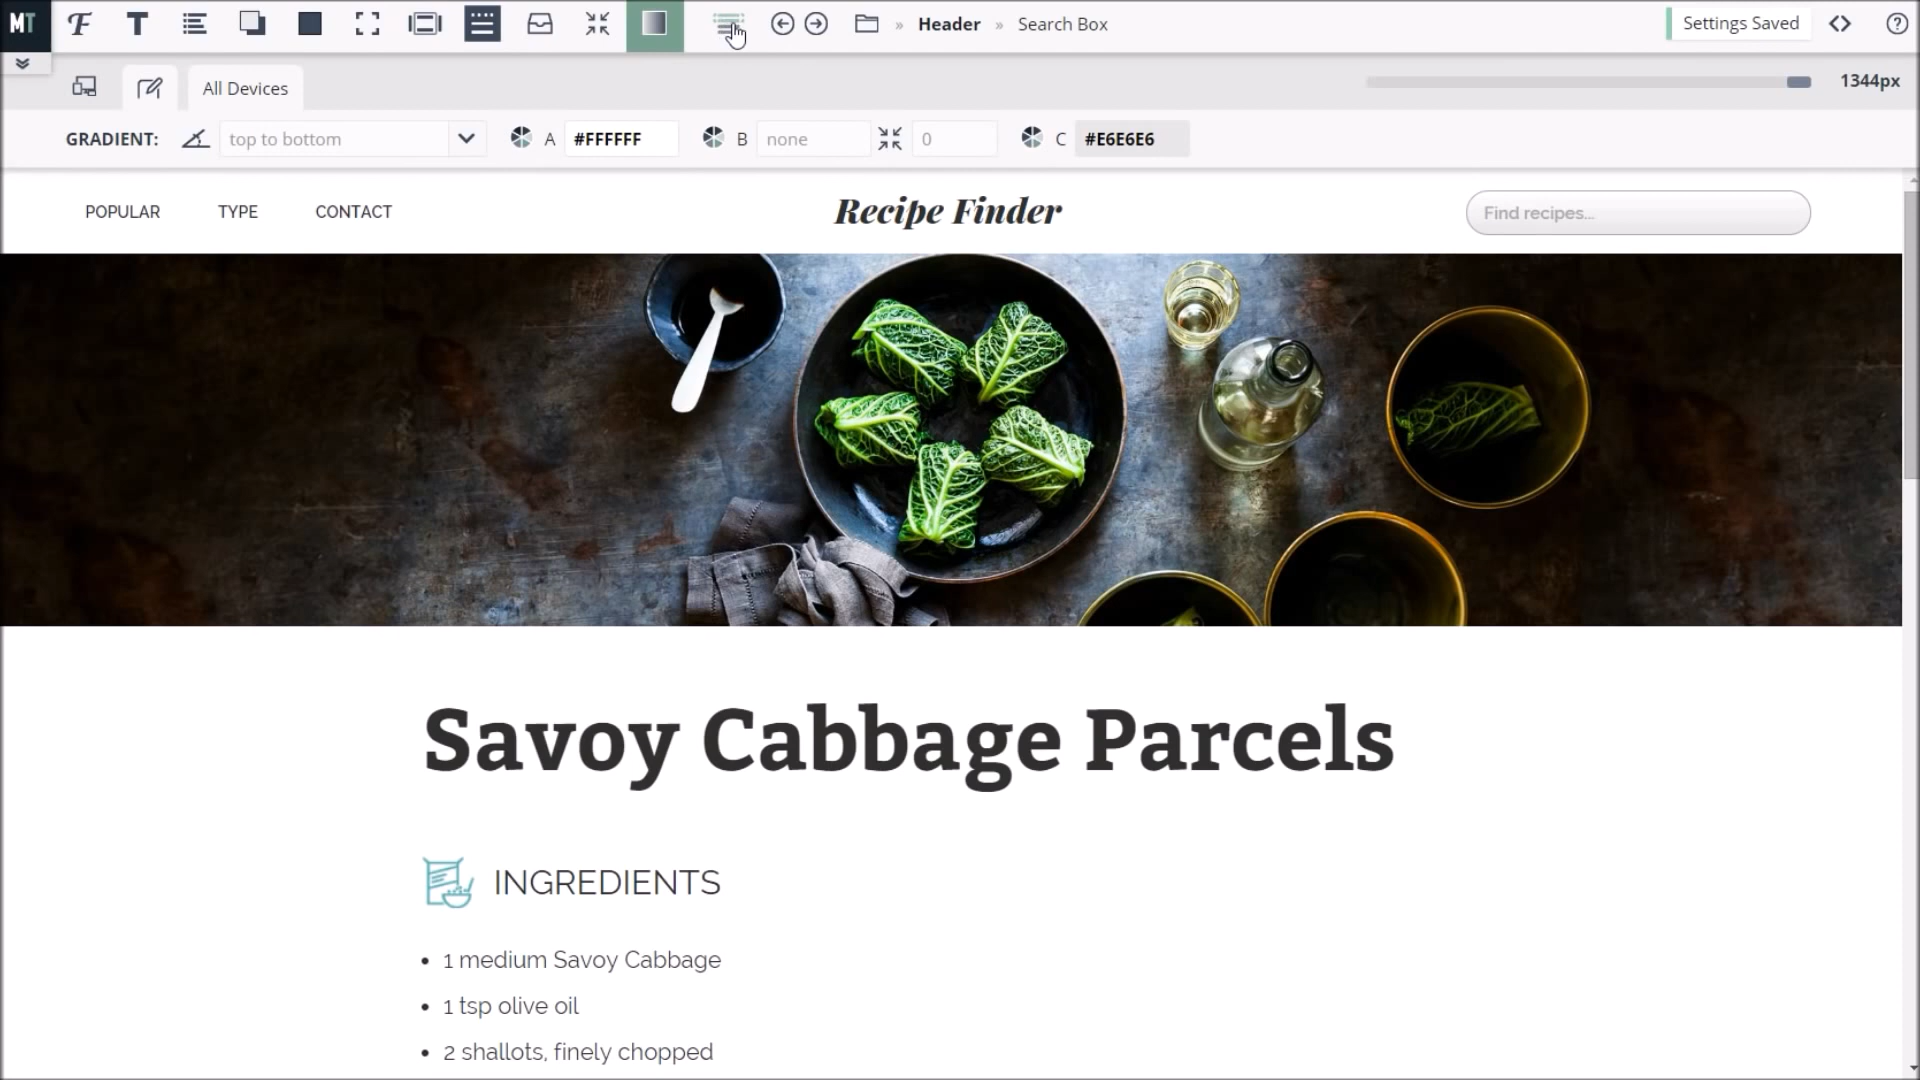 MT F T » Header » Search Box Settings Saved <> ?
All Devices 1344px
GRADIENT: top to bottom A #FFFFFF B none 0 C #E6E6E6
POPULAR TYPE CONTACT Recipe Finder Find recipes...
Savoy Cabbage Parcels
INGREDIENTS
• 1 medium Savoy Cabbage
• 1 tsp olive oil
• 2 shallots, finely chopped